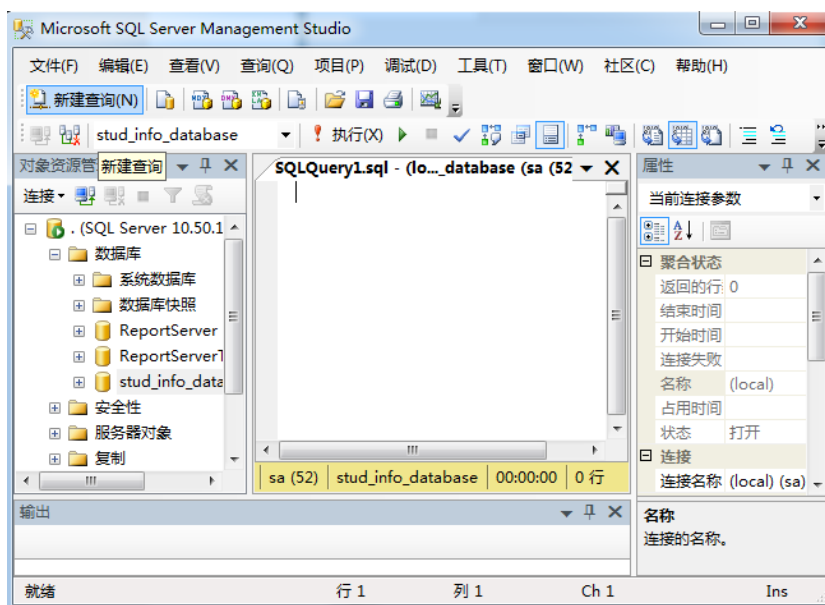 Microsoft SQL Server Management Studio
文件(F) 编辑(E) 查看(V) 查询(Q) 项目(P) 调试(D) 工具(T) 窗口(W) 社区(C) 帮助(H)
新建查询(N)
stud_info_database 执行(X)
对象资源管 新建查询
连接
. (SQL Server 10.50.1
数据库
系统数据库
数据库快照
ReportServer
ReportServerT
stud_info_data
安全性
服务器对象
复制
SQLQuery1.sql - (lo..._database (sa (52
sa (52) stud_info_database 00:00:00 0 行
属性
当前连接参数
聚合状态
返回的行 0
结束时间
开始时间
连接失败
名称 (local)
占用时间
状态 打开
连接
连接名称 (local) (sa)
名称
连接的名称。
输出
就绪 行 1 列 1 Ch 1 Ins